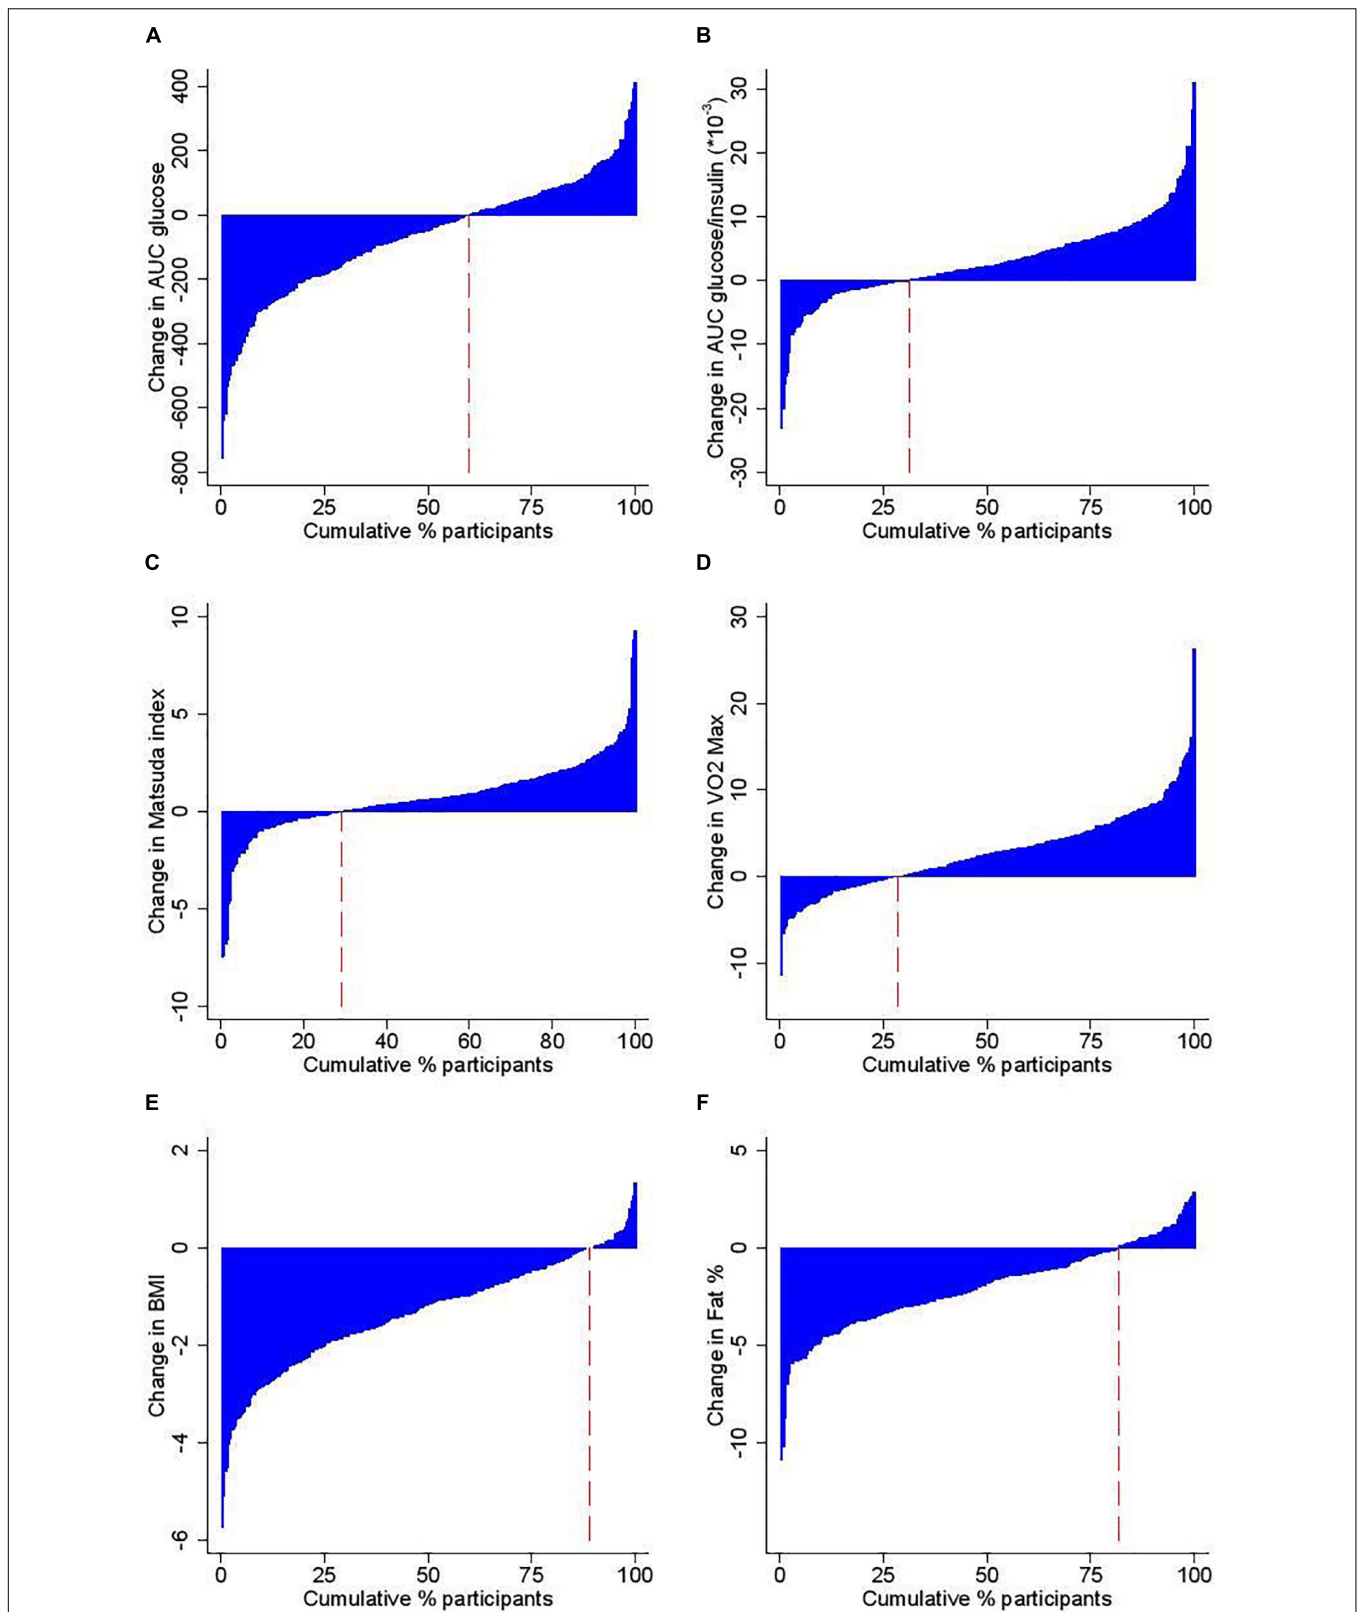 A
Change in AUC glucose
400
200
0
-200
-400
-600
-800
0 25 50 75 100
Cumulative % participants
B
Change in AUC glucose/insulin (*10-3)
30
20
10
0
-10
-20
-30
0 25 50 75 100
Cumulative % participants
C
Change in Matsuda index
10
5
0
-5
-10
0 20 40 60 80 100
Cumulative % participants
D
Change in VO2 Max
30
20
10
0
-10
0 25 50 75 100
Cumulative % participants
E
Change in BMI
2
0
-2
-4
-6
0 25 50 75 100
Cumulative % participants
F
Change in Fat %
5
0
-5
-10
0 25 50 75 100
Cumulative % participants